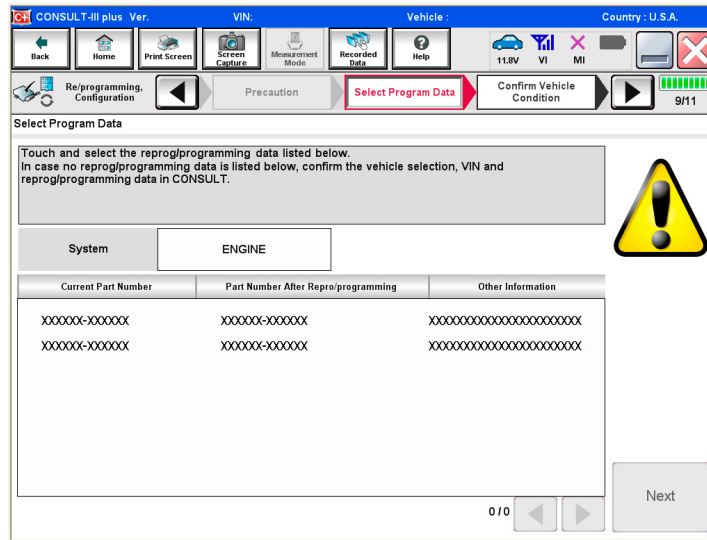 C+ CONSULT-III plus Ver. VIN: Vehicle : Country : U.S.A.
Back Home Print Screen Screen Capture Measurement Mode Recorded Data Help 11.8V VI MI
Re/programming, Configuration Precaution Select Program Data Confirm Vehicle Condition 9/11
Select Program Data
Touch and select the reprog/programming data listed below.
In case no reprog/programming data is listed below, confirm the vehicle selection, VIN and
reprog/programming data in CONSULT.
System ENGINE
Current Part Number Part Number After Repro/programming Other Information
XXXXXX-XXXXXX XXXXXX-XXXXXX XXXXXXXXXXXXXXXXXXXXXXX
XXXXXX-XXXXXX XXXXXX-XXXXXX XXXXXXXXXXXXXXXXXXXXXXX
Next
0/0